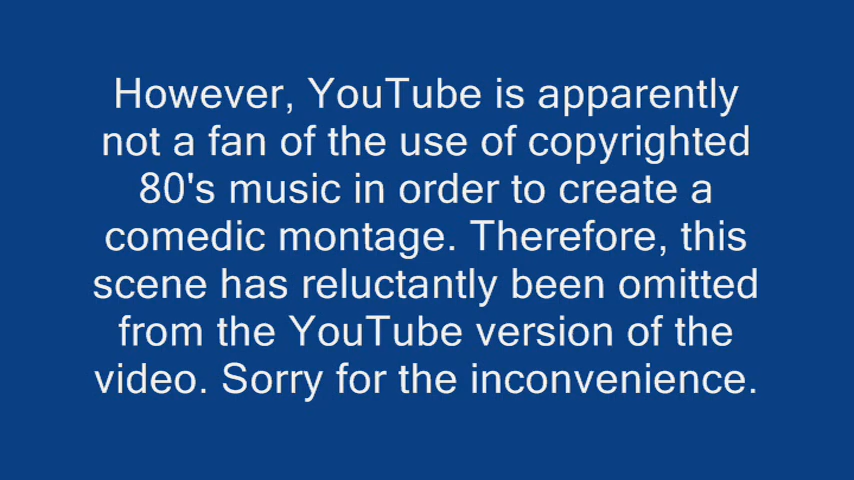 However, YouTube is apparently
not a fan of the use of copyrighted
80's music in order to create a
comedic montage. Therefore, this
scene has reluctantly been omitted
from the YouTube version of the
video. Sorry for the inconvenience.